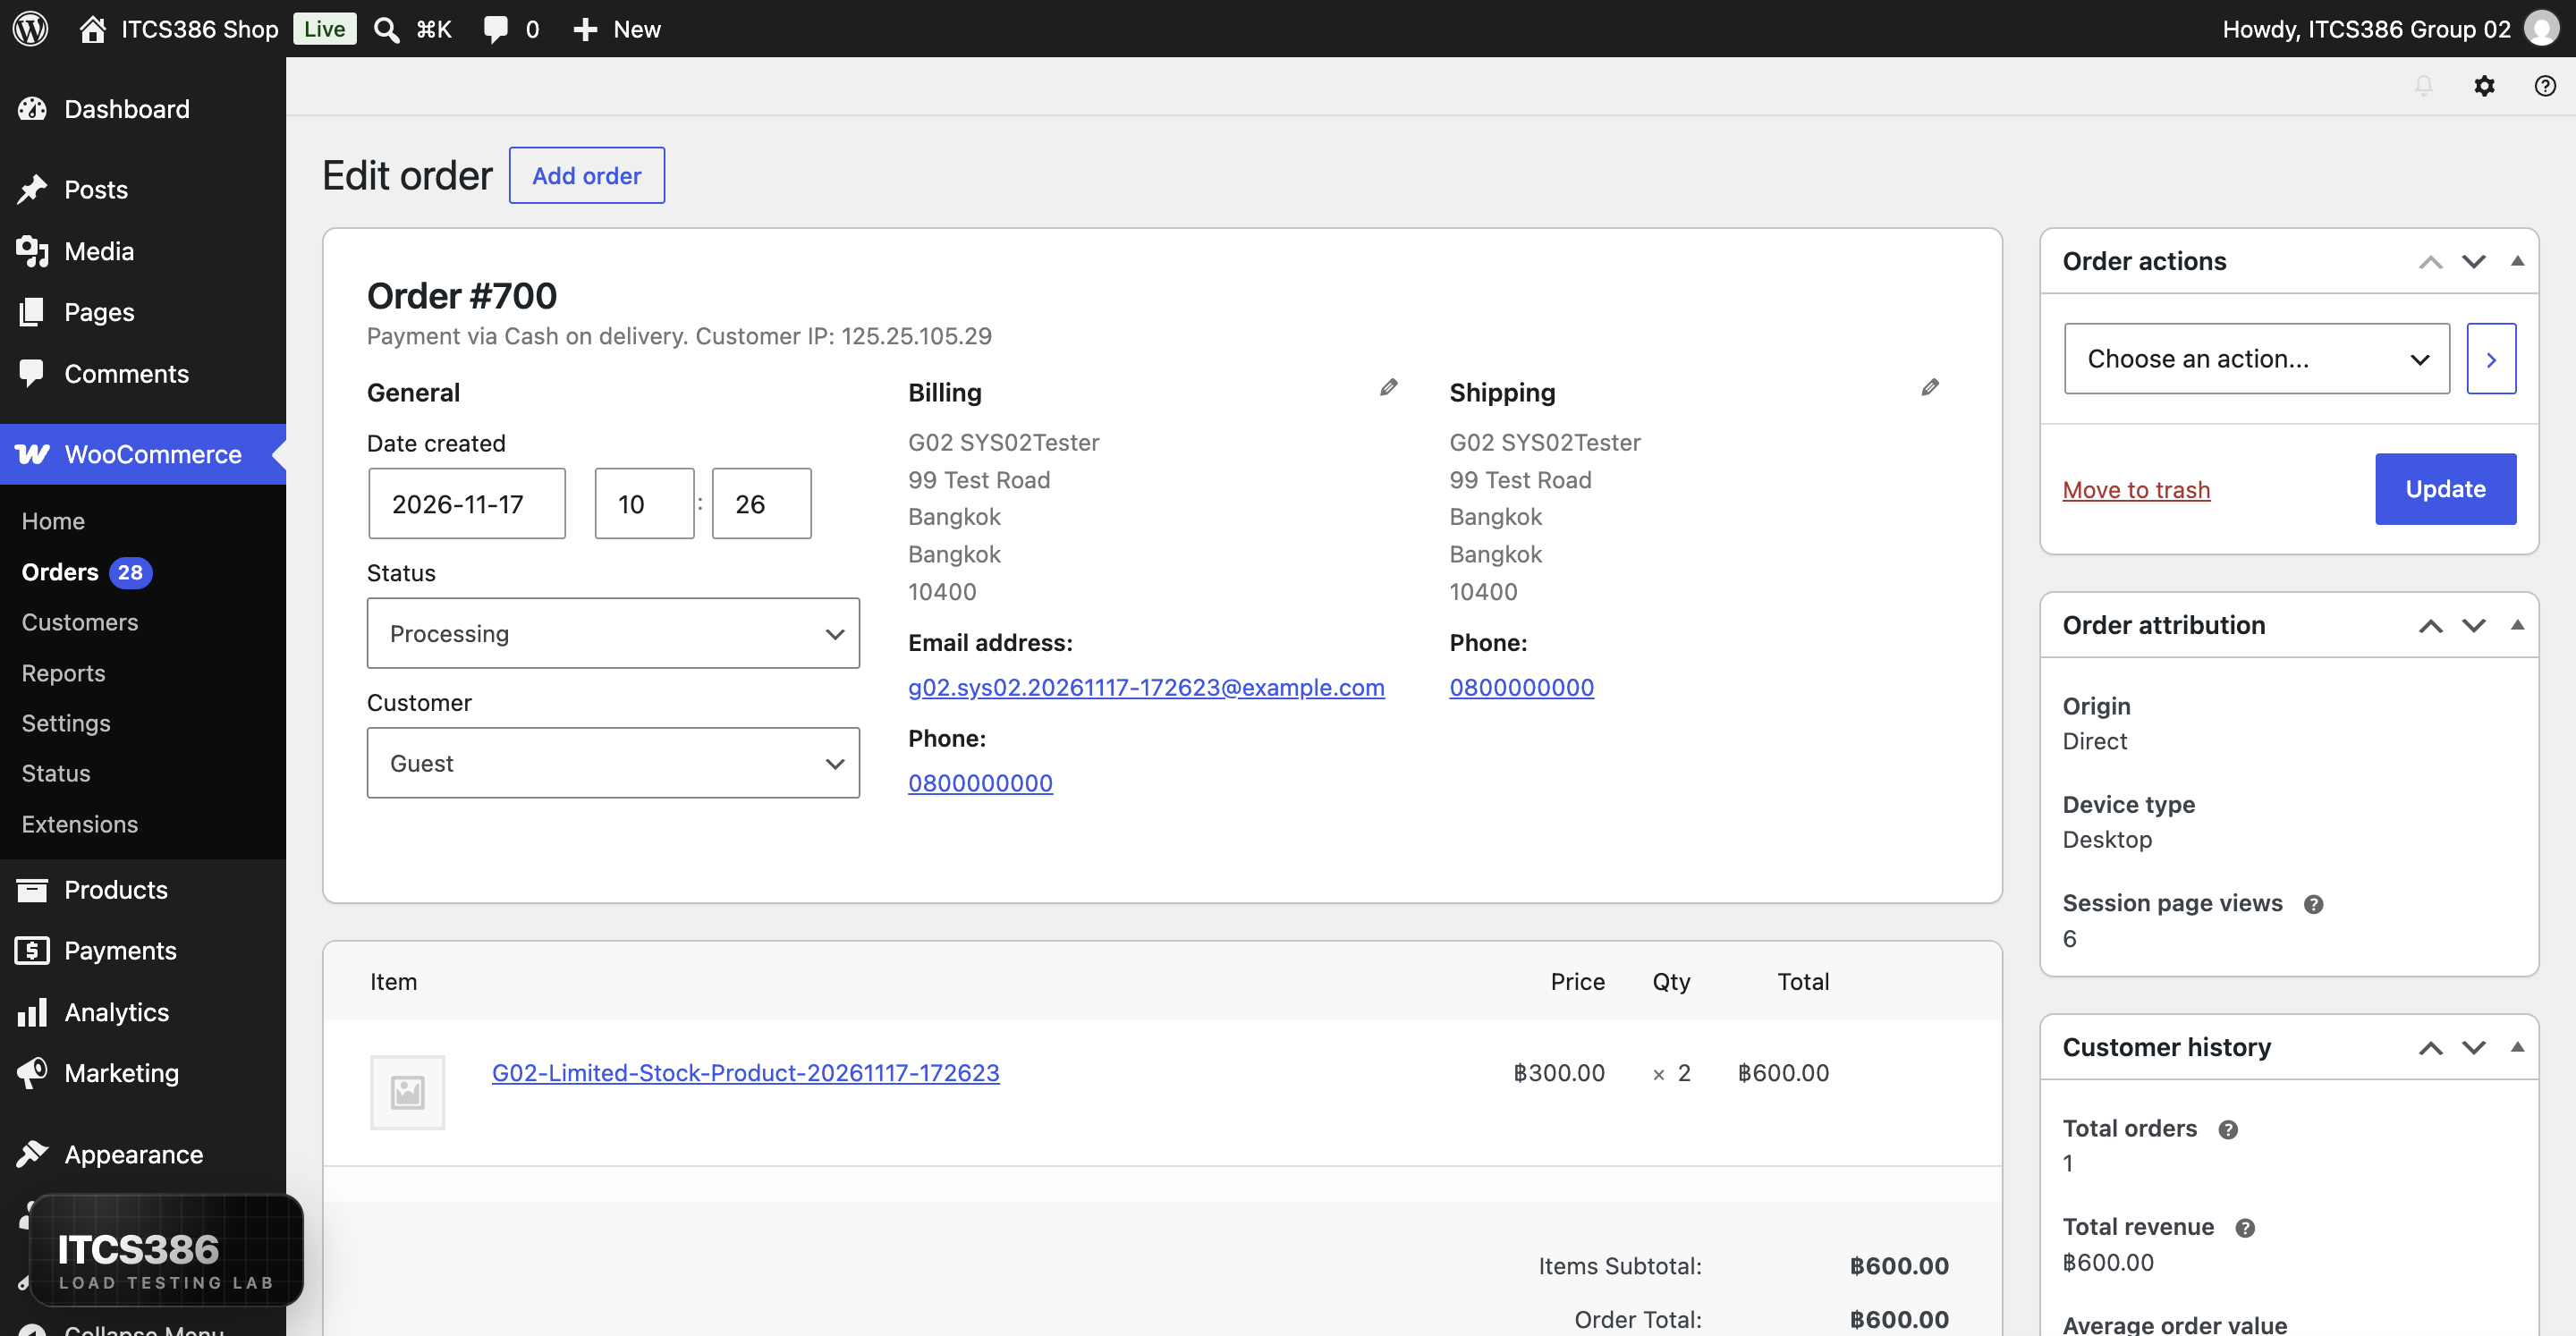 ITCS386 Shop Live ⌘K 0 New
Howdy, ITCS386 Group 02
Dashboard
Posts
Media
Pages
Comments
WooCommerce
Home
Orders 28
Customers
Reports
Settings
Status
Extensions
Products
Payments
Analytics
Marketing
Appearance
ITCS386
LOAD TESTING LAB
Collapse Menu
Edit order
Add order
Order #700
Payment via Cash on delivery. Customer IP: 125.25.105.29
General
Date created
2026-11-17 10 : 26
Status
Processing
Customer
Guest
Billing
G02 SYS02Tester
99 Test Road
Bangkok
Bangkok
10400
Email address:
g02.sys02.20261117-172623@example.com
Phone:
0800000000
Shipping
G02 SYS02Tester
99 Test Road
Bangkok
Bangkok
10400
Phone:
0800000000
Item Price Qty Total
G02-Limited-Stock-Product-20261117-172623 ฿300.00 × 2 ฿600.00
Items Subtotal: ฿600.00
Order Total: ฿600.00
Order actions
Choose an action...
Move to trash
Update
Order attribution
Origin
Direct
Device type
Desktop
Session page views
6
Customer history
Total orders
1
Total revenue
฿600.00
Average order value